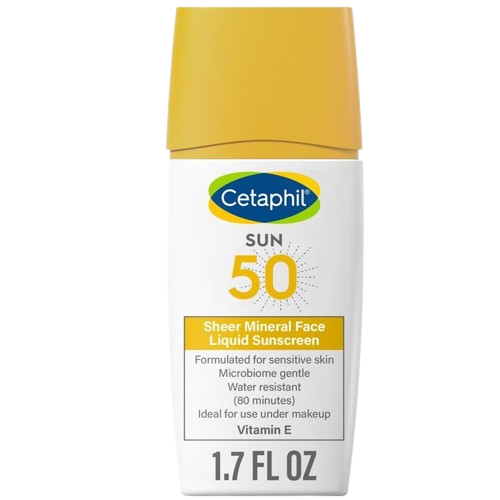 Cetaphil®
SUN
50
Sheer Mineral Face
Liquid Sunscreen
Formulated for sensitive skin
Microbiome gentle
Water resistant
(80 minutes)
Ideal for use under makeup
Vitamin E
1.7 FL OZ